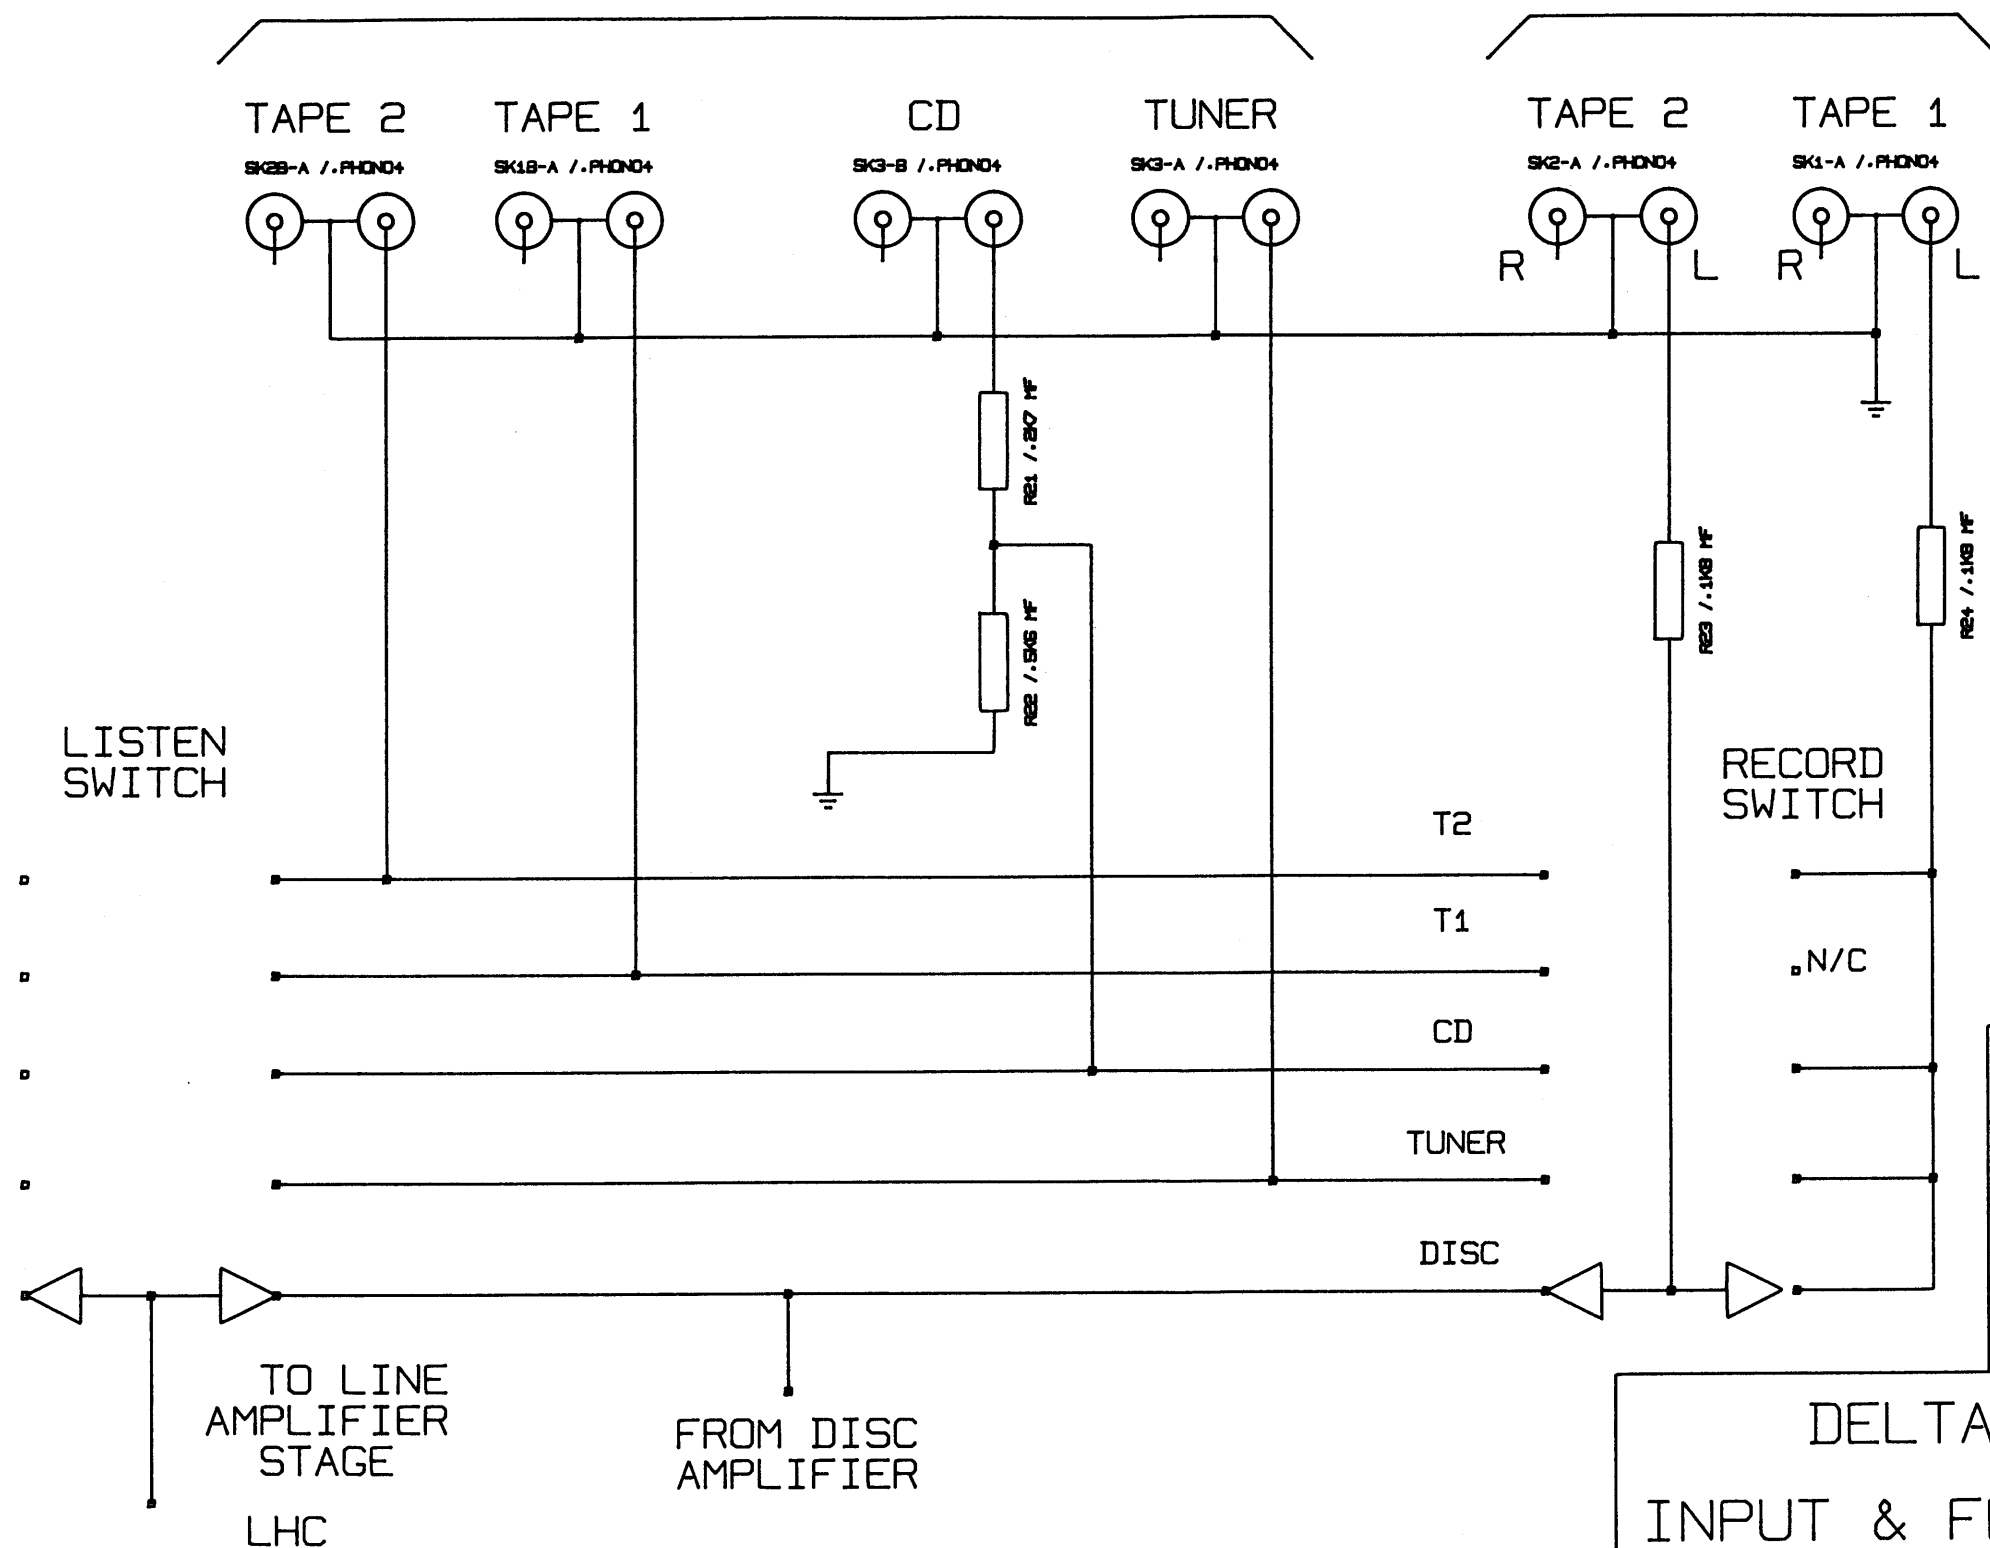 TAPE 2
TAPE 1
CD
TUNER
TAPE 2
TAPE 1
SK2B-A /.PHONO4
SK1B-A /.PHONO4
SK3-B /.PHONO4
SK3-A /.PHONO4
SK2-A /.PHONO4
SK1-A /.PHONO4
R
L
R
L
R21 /.2K7 MF
R22 /.5K6 MF
R23 /.1K8 MF
R24 /.1K8 MF
LISTEN
SWITCH
RECORD
SWITCH
T2
T1
N/C
CD
TUNER
DISC
TO LINE
AMPLIFIER
STAGE
FROM DISC
AMPLIFIER
LHC
DELTA
INPUT &